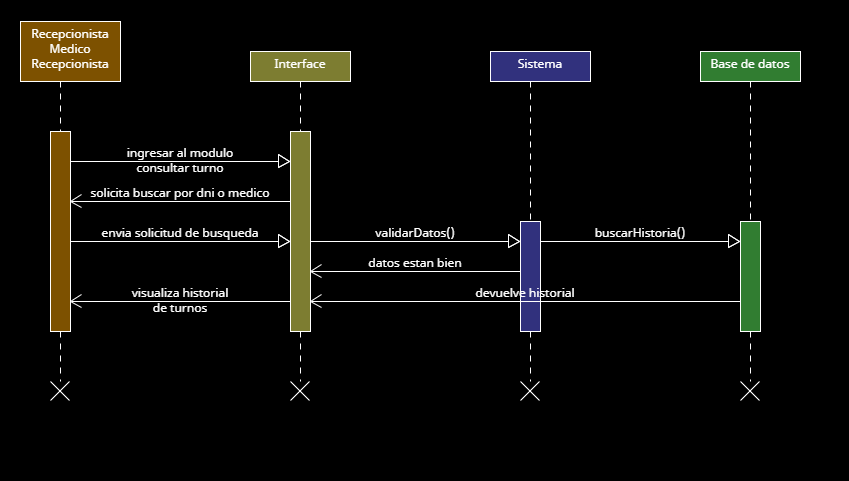 Recepcionista
Medico
Recepcionista
Interface
Sistema
Base de datos
ingresar al modulo
consultar turno
solicita buscar por dni o medico
envia solicitud de busqueda
validarDatos()
buscarHistoria()
datos estan bien
visualiza historial
de turnos
devuelve historial